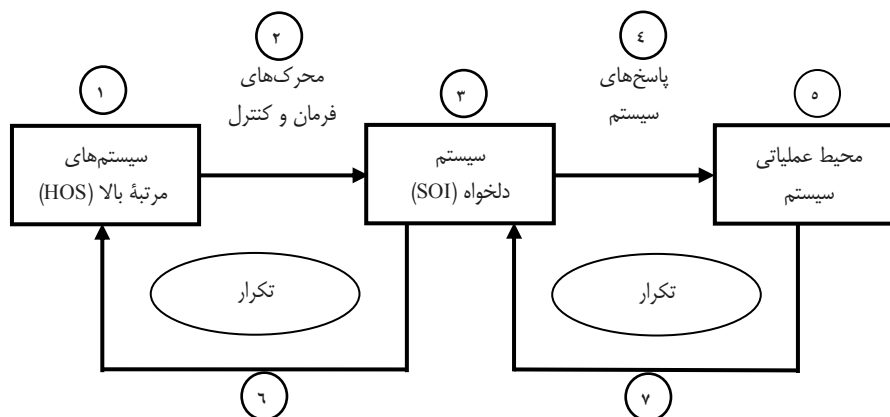 ۱
سیستم‌های
مرتبۀ بالا (HOS)
۲
محرک‌های
فرمان و کنترل
۳
سیستم
دلخواه (SOI)
۴
پاسخ‌های
سیستم
۵
محیط عملیاتی
سیستم
تکرار
۶
تکرار
۷